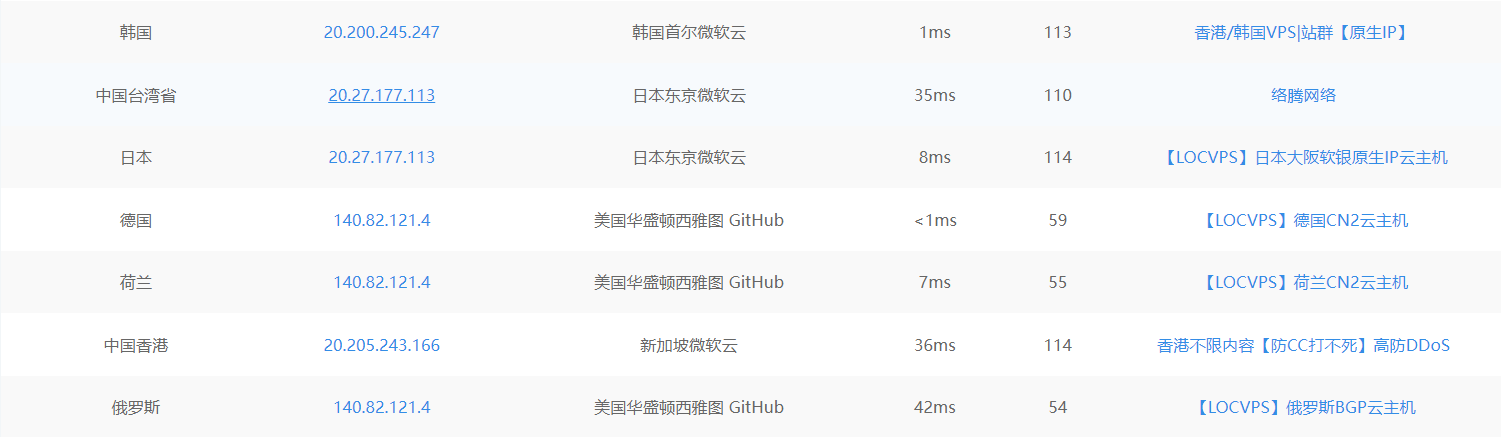 韩国 20.200.245.247 韩国首尔微软云 1ms 113 香港/韩国VPS|站群【原生IP】
中国台湾省 20.27.177.113 日本东京微软云 35ms 110 络腾网络
日本 20.27.177.113 日本东京微软云 8ms 114 【LOCVPS】日本大阪软银原生IP云主机
德国 140.82.121.4 美国华盛顿西雅图 GitHub <1ms 59 【LOCVPS】德国CN2云主机
荷兰 140.82.121.4 美国华盛顿西雅图 GitHub 7ms 55 【LOCVPS】荷兰CN2云主机
中国香港 20.205.243.166 新加坡微软云 36ms 114 香港不限内容【防CC打不死】高防DDoS
俄罗斯 140.82.121.4 美国华盛顿西雅图 GitHub 42ms 54 【LOCVPS】俄罗斯BGP云主机